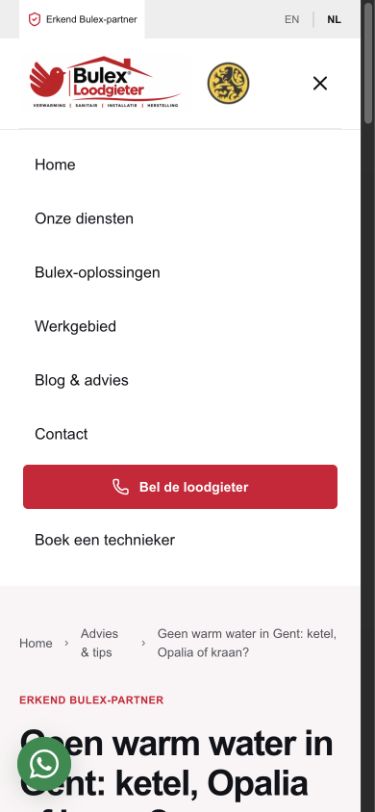 Erkend Bulex-partner
EN
NL
Bulex®
Loodgieter
VERWARMING | SANITAIR | INSTALLATIE | HERSTELLING
Home
Onze diensten
Bulex-oplossingen
Werkgebied
Blog & advies
Contact
Bel de loodgieter
Boek een technieker
Home › Advies & tips › Geen warm water in Gent: ketel, Opalia of kraan?
ERKEND BULEX-PARTNER
Geen warm water in
Gent: ketel, Opalia